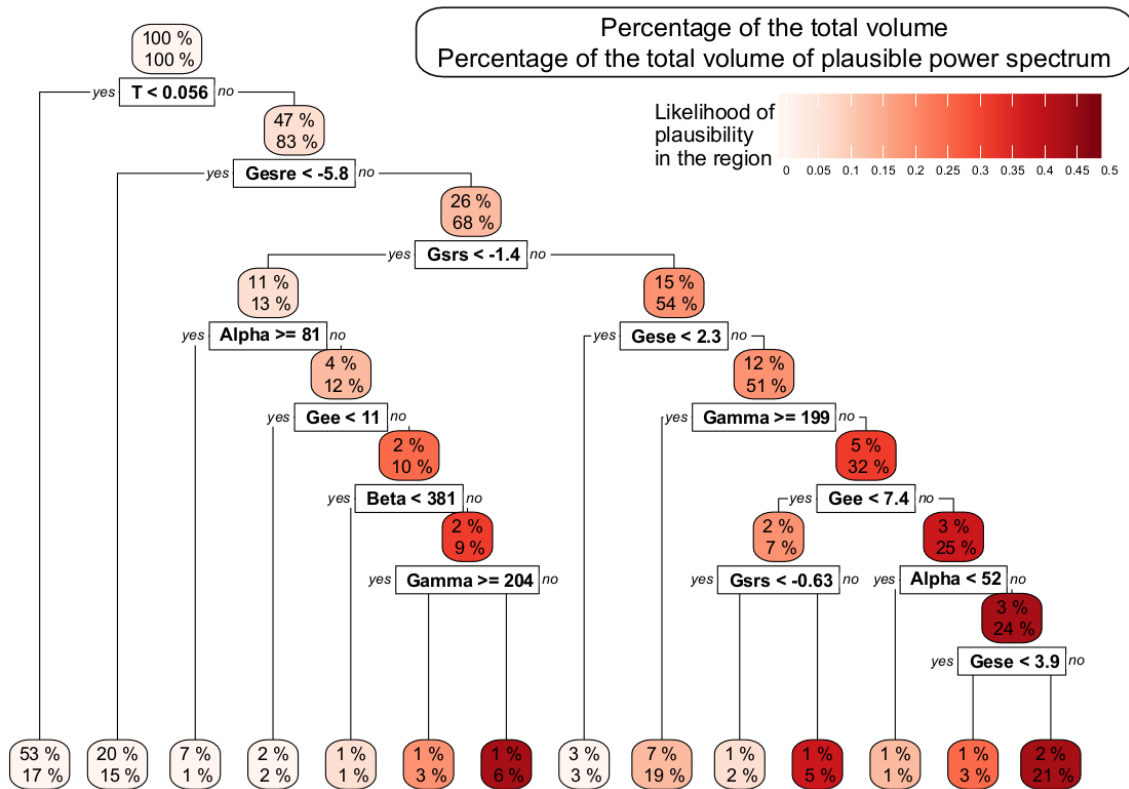 Percentage of the total volume
Percentage of the total volume of plausible power spectrum
100 %
100 %
yes T < 0.056 no
Likelihood of
plausibility
in the region
0 0.05 0.1 0.15 0.2 0.25 0.3 0.35 0.4 0.45 0.5
47 %
83 %
yes Gesre < -5.8 no
26 %
68 %
yes Gsrs < -1.4 no
11 %
13 %
15 %
54 %
yes Alpha >= 81 no
yes Gese < 2.3 no
4 %
12 %
12 %
51 %
yes Gee < 11 no
yes Gamma >= 199 no
2 %
10 %
5 %
32 %
yes Beta < 381 no
yes Gee < 7.4 no
2 %
9 %
2 %
7 %
3 %
25 %
yes Gamma >= 204 no
yes Gsrs < -0.63 no
yes Alpha < 52 no
3 %
24 %
yes Gese < 3.9 no
53 % 20 % 7 % 2 % 1 % 1 % 1 % 3 % 7 % 1 % 1 % 1 % 1 % 2 %
17 % 15 % 1 % 2 % 1 % 3 % 6 % 3 % 19 % 2 % 5 % 1 % 3 % 21 %